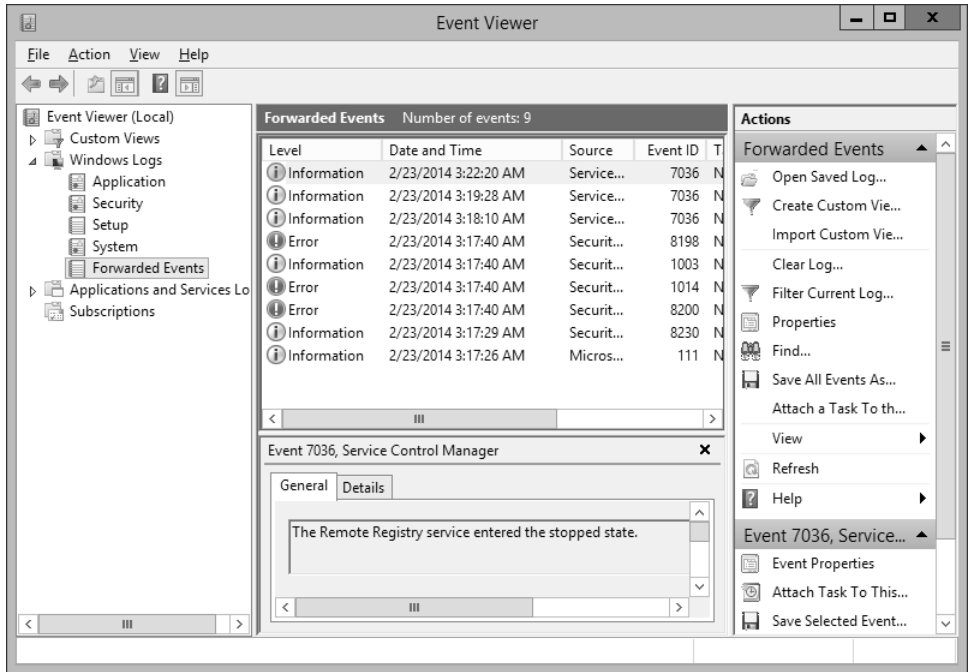 Event Viewer
File Action View Help
Event Viewer (Local)
Custom Views
Windows Logs
Application
Security
Setup
System
Forwarded Events
Applications and Services Lo
Subscriptions
Forwarded Events Number of events: 9
Level Date and Time Source Event ID T
Information 2/23/2014 3:22:20 AM Service... 7036 N
Information 2/23/2014 3:19:28 AM Service... 7036 N
Information 2/23/2014 3:18:10 AM Service... 7036 N
Error 2/23/2014 3:17:40 AM Securit... 8198 N
Information 2/23/2014 3:17:40 AM Securit... 1003 N
Error 2/23/2014 3:17:40 AM Securit... 1014 N
Error 2/23/2014 3:17:40 AM Securit... 8200 N
Information 2/23/2014 3:17:29 AM Securit... 8230 N
Information 2/23/2014 3:17:26 AM Micros... 111 N
Event 7036, Service Control Manager
General Details
The Remote Registry service entered the stopped state.
Actions
Forwarded Events
Open Saved Log...
Create Custom Vie...
Import Custom Vie...
Clear Log...
Filter Current Log...
Properties
Find...
Save All Events As...
Attach a Task To th...
View
Refresh
Help
Event 7036, Service...
Event Properties
Attach Task To This...
Save Selected Event...